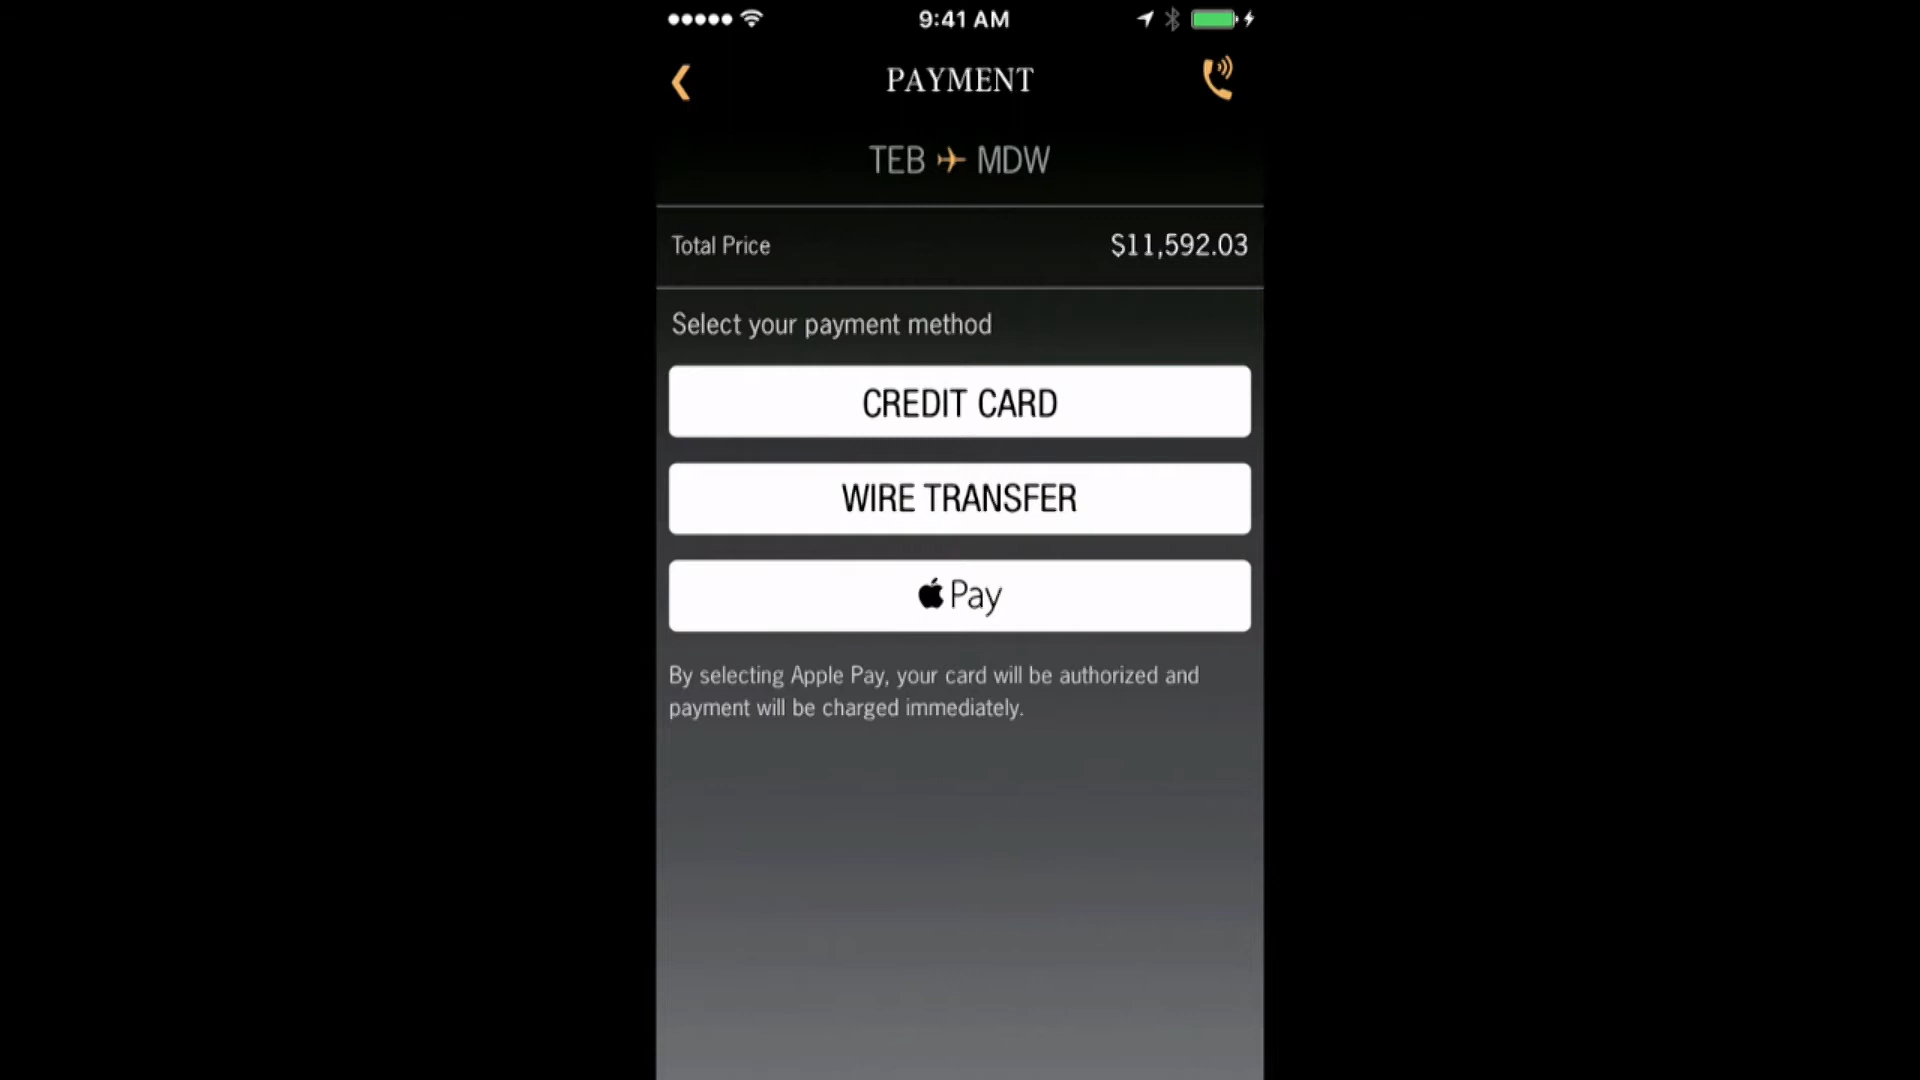 9:41 AM
PAYMENT
TEB MDW
Total Price $11,592.03
Select your payment method
CREDIT CARD
WIRE TRANSFER
Pay
By selecting Apple Pay, your card will be authorized and
payment will be charged immediately.